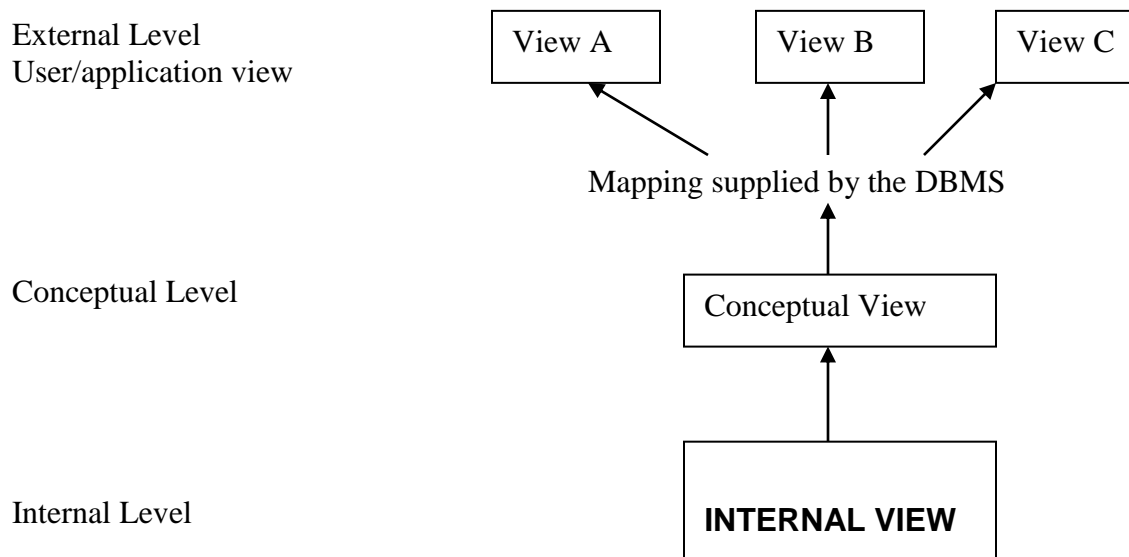 External Level
User/application view
View A
View B
View C
Mapping supplied by the DBMS
Conceptual Level
Conceptual View
Internal Level
INTERNAL VIEW